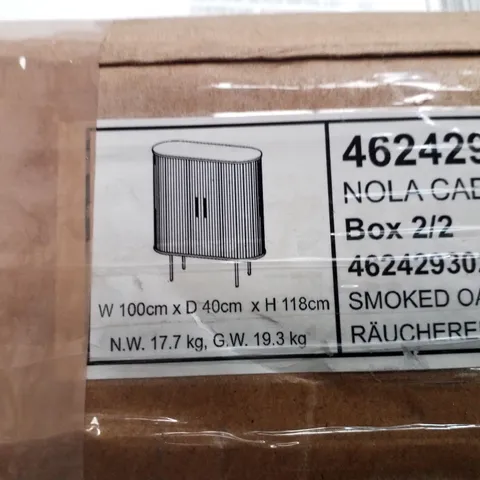 462429
NOLA CAB
Box 2/2
46242930
SMOKED OA
RÄUCHERE
W 100cm x D 40cm x H 118cm
N.W. 17.7 kg, G.W. 19.3 kg